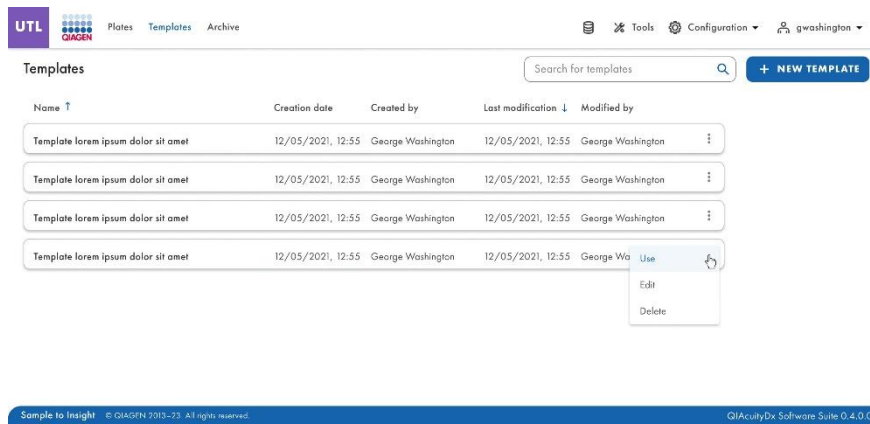 UTL QIAGEN Plates Templates Archive Tools Configuration gwashington
Templates Search for templates + NEW TEMPLATE
Name ↑ Creation date Created by Last modification ↓ Modified by
Template lorem ipsum dolor sit amet 12/05/2021, 12:55 George Washington 12/05/2021, 12:55 George Washington
Template lorem ipsum dolor sit amet 12/05/2021, 12:55 George Washington 12/05/2021, 12:55 George Washington
Template lorem ipsum dolor sit amet 12/05/2021, 12:55 George Washington 12/05/2021, 12:55 George Washington
Template lorem ipsum dolor sit amet 12/05/2021, 12:55 George Washington 12/05/2021, 12:55 George Wa
Use
Edit
Delete
Sample to Insight © QIAGEN 2013–23. All rights reserved. QIAcuityDx Software Suite 0.4.0.0